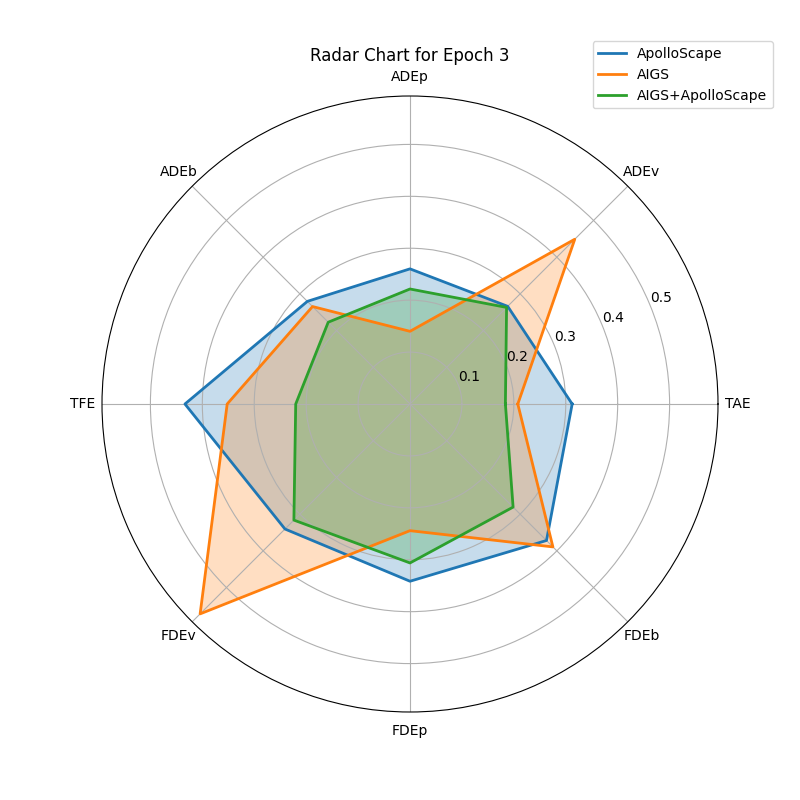 Radar Chart for Epoch 3
ApolloScape
AIGS
AIGS+ApolloScape
ADEp
ADEb
ADEv
0.5
0.4
0.3
0.2
0.1
TFE
TAE
FDEv
FDEb
FDEp